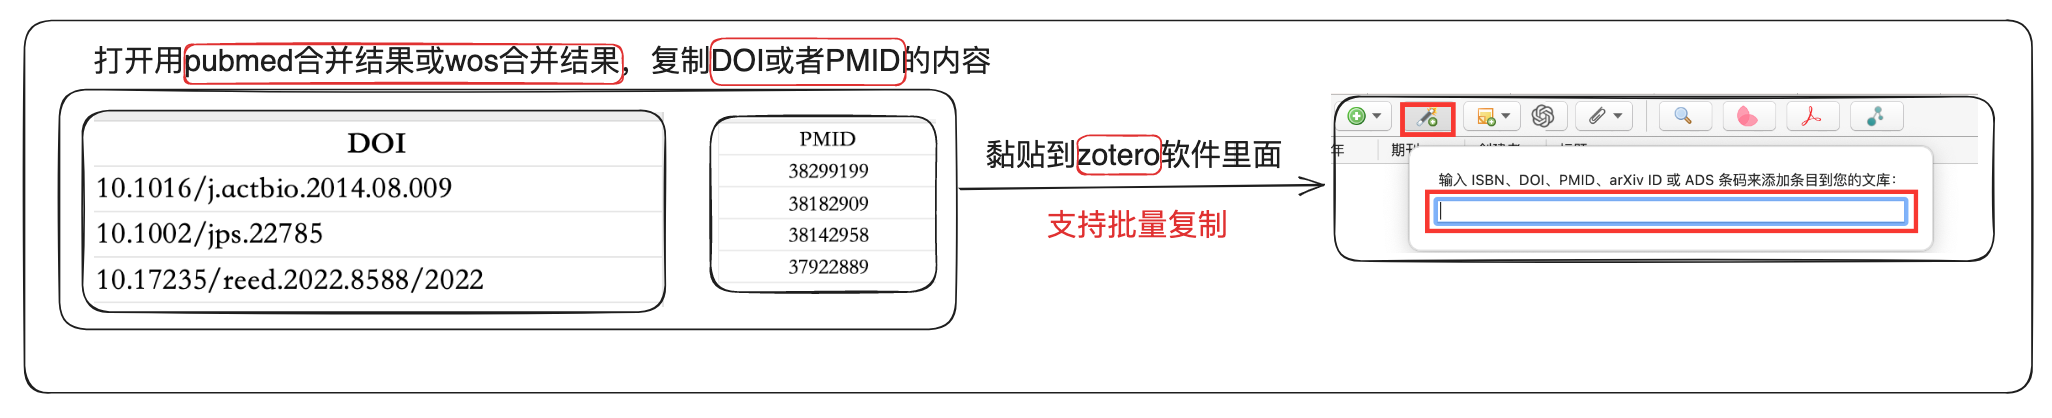 打开用pubmed合并结果或wos合并结果，复制DOI或者PMID的内容
DOI
10.1016/j.actbio.2014.08.009
10.1002/jps.22785
10.17235/reed.2022.8588/2022
PMID
38299199
38182909
38142958
37922889
黏贴到zotero软件里面
支持批量复制
年 期刊
输入 ISBN、DOI、PMID、arXiv ID 或 ADS 条码来添加条目到您的文库：